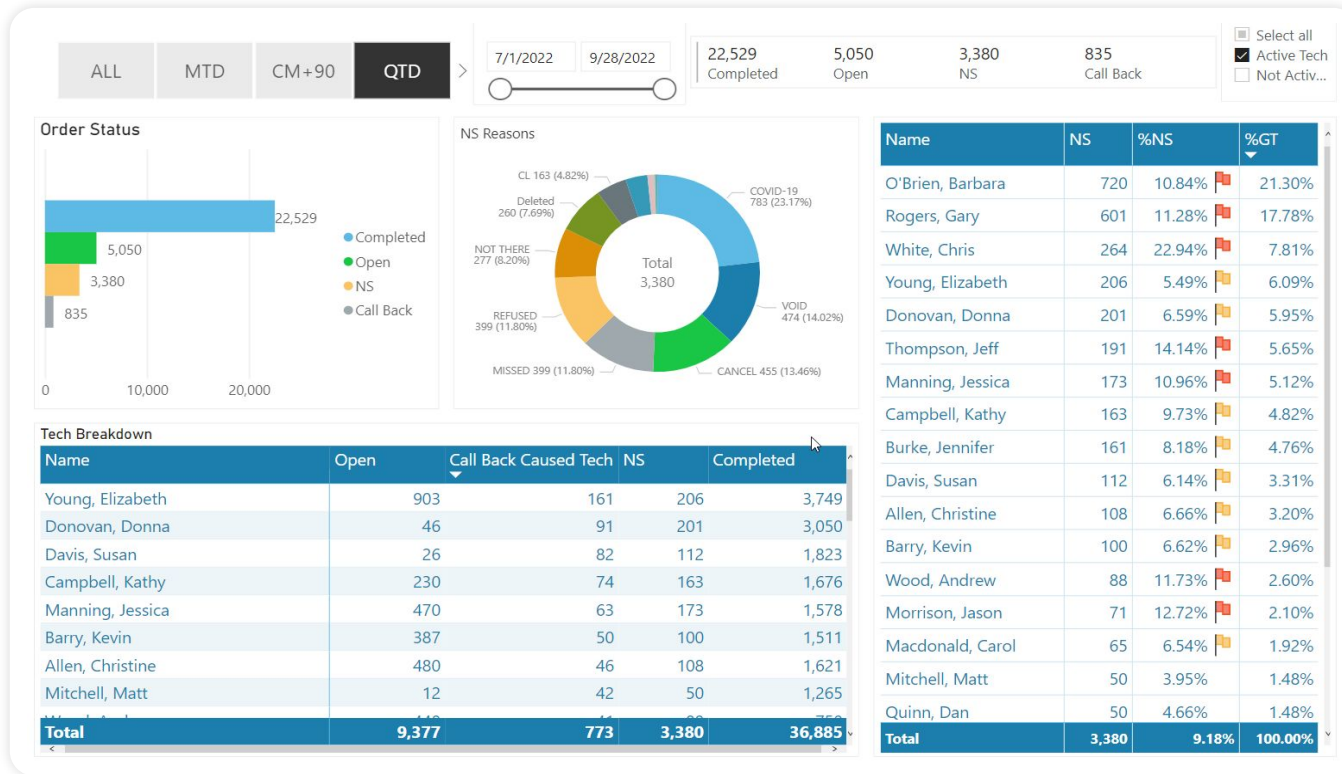 ALL MTD CM+90 QTD
7/1/2022 9/28/2022
22,529 5,050 3,380 835
Completed Open NS Call Back
Select all
Active Tech
Not Activ...
Order Status
22,529
5,050
3,380
835
0 10,000 20,000
Completed
Open
NS
Call Back
NS Reasons
CL 163 (4.82%)
Deleted
260 (7.69%)
NOT THERE
277 (8.20%)
REFUSED
399 (11.80%)
MISSED 399 (11.80%)
COVID-19
783 (23.17%)
VOID
474 (14.02%)
CANCEL 455 (13.46%)
Total
3,380
Tech Breakdown
Name Open Call Back Caused Tech NS Completed
Young, Elizabeth 903 161 206 3,749
Donovan, Donna 46 91 201 3,050
Davis, Susan 26 82 112 1,823
Campbell, Kathy 230 74 163 1,676
Manning, Jessica 470 63 173 1,578
Barry, Kevin 387 50 100 1,511
Allen, Christine 480 46 108 1,621
Mitchell, Matt 12 42 50 1,265
Total 9,377 773 3,380 36,885
Name NS %NS %GT
O'Brien, Barbara 720 10.84% 21.30%
Rogers, Gary 601 11.28% 17.78%
White, Chris 264 22.94% 7.81%
Young, Elizabeth 206 5.49% 6.09%
Donovan, Donna 201 6.59% 5.95%
Thompson, Jeff 191 14.14% 5.65%
Manning, Jessica 173 10.96% 5.12%
Campbell, Kathy 163 9.73% 4.82%
Burke, Jennifer 161 8.18% 4.76%
Davis, Susan 112 6.14% 3.31%
Allen, Christine 108 6.66% 3.20%
Barry, Kevin 100 6.62% 2.96%
Wood, Andrew 88 11.73% 2.60%
Morrison, Jason 71 12.72% 2.10%
Macdonald, Carol 65 6.54% 1.92%
Mitchell, Matt 50 3.95% 1.48%
Quinn, Dan 50 4.66% 1.48%
Total 3,380 9.18% 100.00%